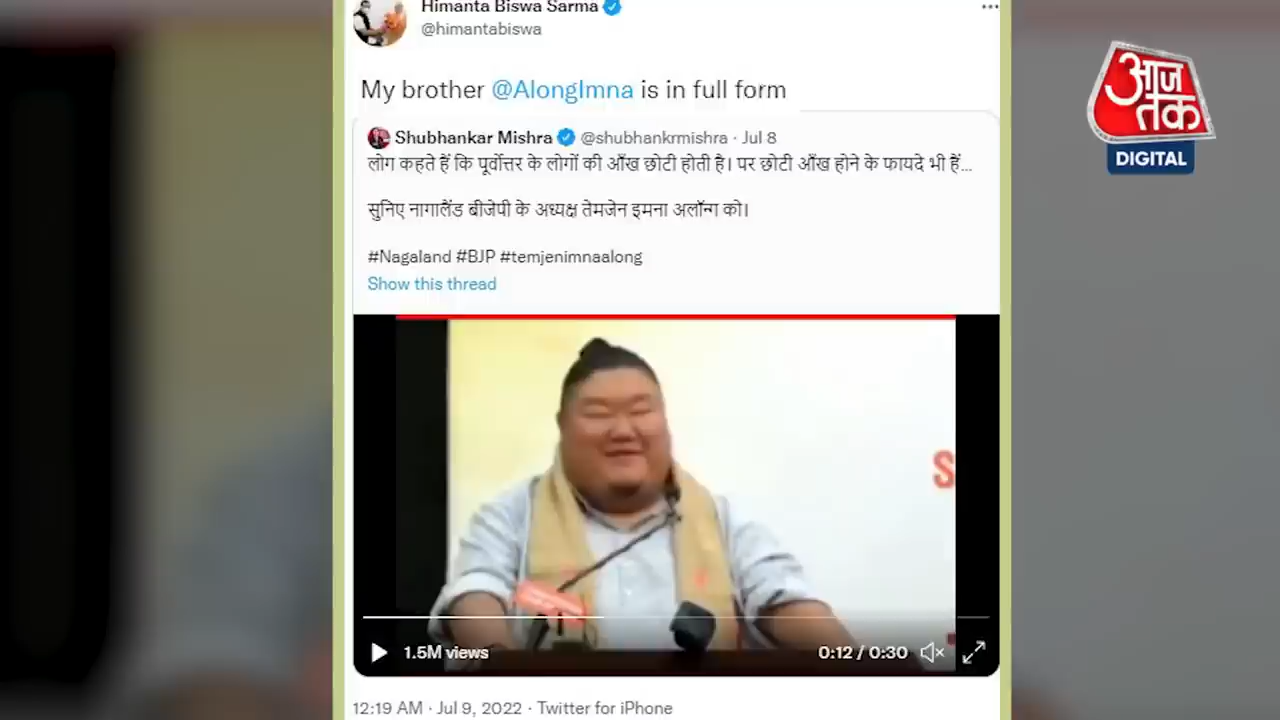 Himanta Biswa Sarma
@himantabiswa
My brother @AlongImna is in full form
Shubhankar Mishra @shubhankrmishra · Jul 8
लोग कहते हैं कि पूर्वोत्तर के लोगों की आँख छोटी होती है। पर छोटी आँख होने के फायदे भी हैं...
सुनिए नागालैंड बीजेपी के अध्यक्ष तेमजेन इमना अलॉन्ग को।
#Nagaland #BJP #temjenimnaalong
Show this thread
S
1.5M views
0:12 / 0:30
12:19 AM · Jul 9, 2022 · Twitter for iPhone
आज
तक
DIGITAL